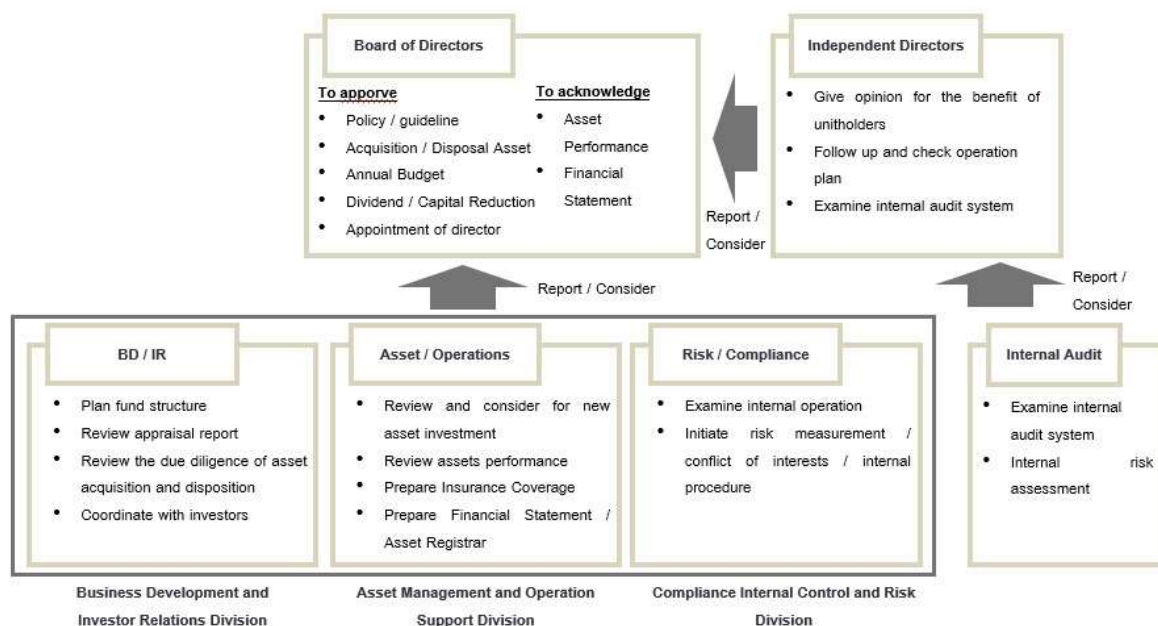 Board of Directors
To apporve
• Policy / guideline
• Acquisition / Disposal Asset
• Annual Budget
• Dividend / Capital Reduction
• Appointment of director
To acknowledge
• Asset
Performance
• Financial
Statement
Report /
Consider
Independent Directors
• Give opinion for the benefit of
unitholders
• Follow up and check operation
plan
• Examine internal audit system
Report / Consider
Report /
Consider
BD / IR
• Plan fund structure
• Review appraisal report
• Review the due diligence of asset
acquisition and disposition
• Coordinate with investors
Business Development and
Investor Relations Division
Asset / Operations
• Review and consider for new
asset investment
• Review assets performance
• Prepare Insurance Coverage
• Prepare Financial Statement /
Asset Registrar
Asset Management and Operation
Support Division
Risk / Compliance
• Examine internal operation
• Initiate risk measurement /
conflict of interests / internal
procedure
Compliance Internal Control and Risk
Division
Internal Audit
• Examine internal
audit system
• Internal risk
assessment